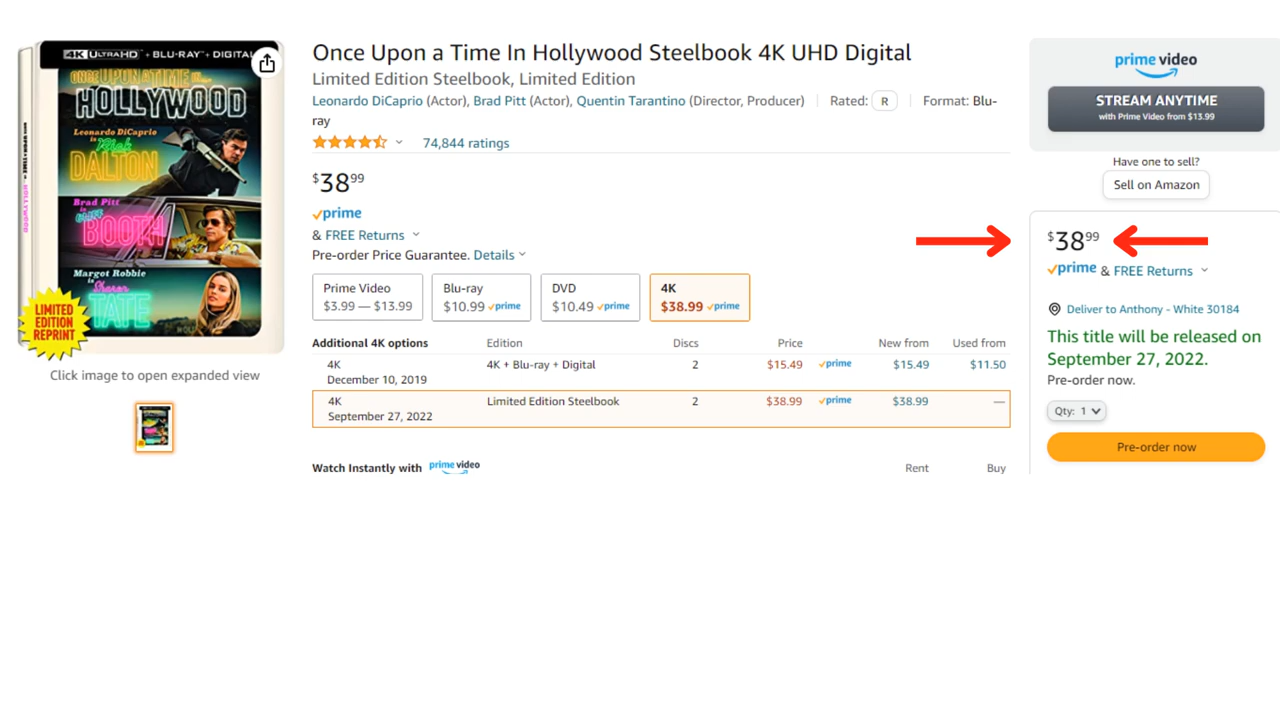 4K ULTRAHD + BLU-RAY + DIGITAL
ONCE UPON A TIME IN...
HOLLYWOOD
Leonardo DiCaprio
is Rick
DALTON
Brad Pitt
is Cliff
BOOTH
Margot Robbie
is Sharon
TATE
LIMITED
EDITION
REPRINT
Click image to open expanded view
Once Upon a Time In Hollywood Steelbook 4K UHD Digital
Limited Edition Steelbook, Limited Edition
Leonardo DiCaprio (Actor), Brad Pitt (Actor), Quentin Tarantino (Director, Producer) | Rated: R | Format: Blu-
ray
74,844 ratings
$38 99
prime
& FREE Returns
Pre-order Price Guarantee. Details
Prime Video Blu-ray DVD 4K
$3.99 — $13.99 $10.99 prime $10.49 prime $38.99 prime
Additional 4K options Edition Discs Price New from Used from
4K 4K + Blu-ray + Digital 2 $15.49 prime $15.49 $11.50
December 10, 2019
4K Limited Edition Steelbook 2 $38.99 prime $38.99 —
September 27, 2022
Watch Instantly with prime video Rent Buy
prime video
STREAM ANYTIME
with Prime Video from $13.99
Have one to sell?
Sell on Amazon
$38 99
prime & FREE Returns
Deliver to Anthony - White 30184
This title will be released on
September 27, 2022.
Pre-order now.
Qty: 1
Pre-order now